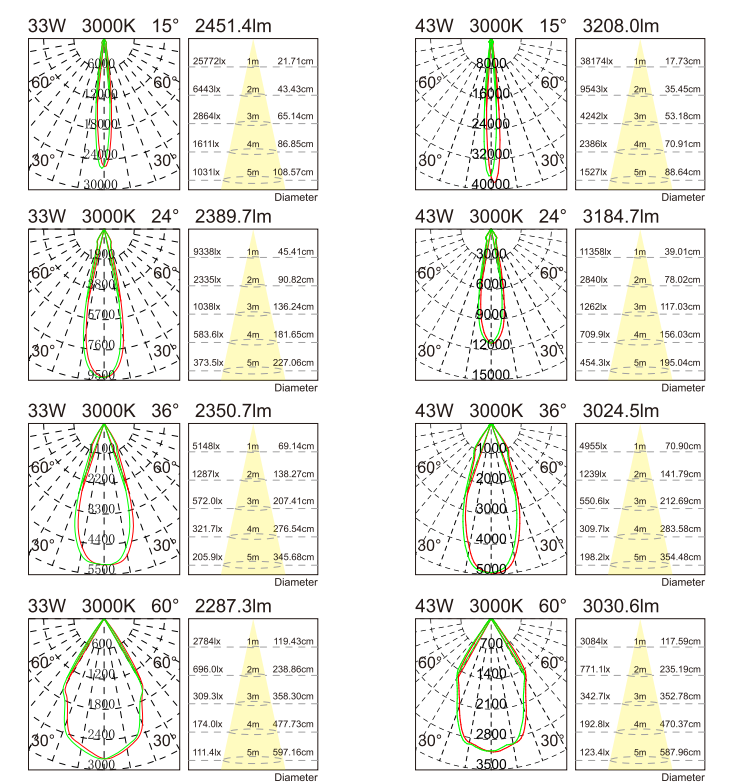 33W 3000K 15° 2451.4lm
6000
12000
18000
24000
30000
60° 60°
30° 30°
25772lx 1m 21.71cm
6443lx 2m 43.43cm
2864lx 3m 65.14cm
1611lx 4m 86.85cm
1031lx 5m 108.57cm
Diameter
43W 3000K 15° 3208.0lm
8000
16000
24000
32000
40000
60° 60°
30° 30°
38174lx 1m 17.73cm
9543lx 2m 35.45cm
4242lx 3m 53.18cm
2386lx 4m 70.91cm
1527lx 5m 88.64cm
Diameter
33W 3000K 24° 2389.7lm
1900
3800
5700
7600
9500
60° 60°
30° 30°
9338lx 1m 45.41cm
2335lx 2m 90.82cm
1038lx 3m 136.24cm
583.6lx 4m 181.65cm
373.5lx 5m 227.06cm
Diameter
43W 3000K 24° 3184.7lm
3000
6000
9000
12000
15000
60° 60°
30° 30°
11358lx 1m 39.01cm
2840lx 2m 78.02cm
1262lx 3m 117.03cm
709.9lx 4m 156.03cm
454.3lx 5m 195.04cm
Diameter
33W 3000K 36° 2350.7lm
1100
2200
3300
4400
5500
60° 60°
30° 30°
5148lx 1m 69.14cm
1287lx 2m 138.27cm
572.0lx 3m 207.41cm
321.7lx 4m 276.54cm
205.9lx 5m 345.68cm
Diameter
43W 3000K 36° 3024.5lm
1000
2000
3000
4000
5000
60° 60°
30° 30°
4955lx 1m 70.90cm
1239lx 2m 141.79cm
550.6lx 3m 212.69cm
309.7lx 4m 283.58cm
198.2lx 5m 354.48cm
Diameter
33W 3000K 60° 2287.3lm
600
1200
1800
2400
3000
60° 60°
30° 30°
2784lx 1m 119.43cm
696.0lx 2m 238.86cm
309.3lx 3m 358.30cm
174.0lx 4m 477.73cm
111.4lx 5m 597.16cm
Diameter
43W 3000K 60° 3030.6lm
700
1400
2100
2800
3500
60° 60°
30° 30°
3084lx 1m 117.59cm
771.1lx 2m 235.19cm
342.7lx 3m 352.78cm
192.8lx 4m 470.37cm
123.4lx 5m 587.96cm
Diameter